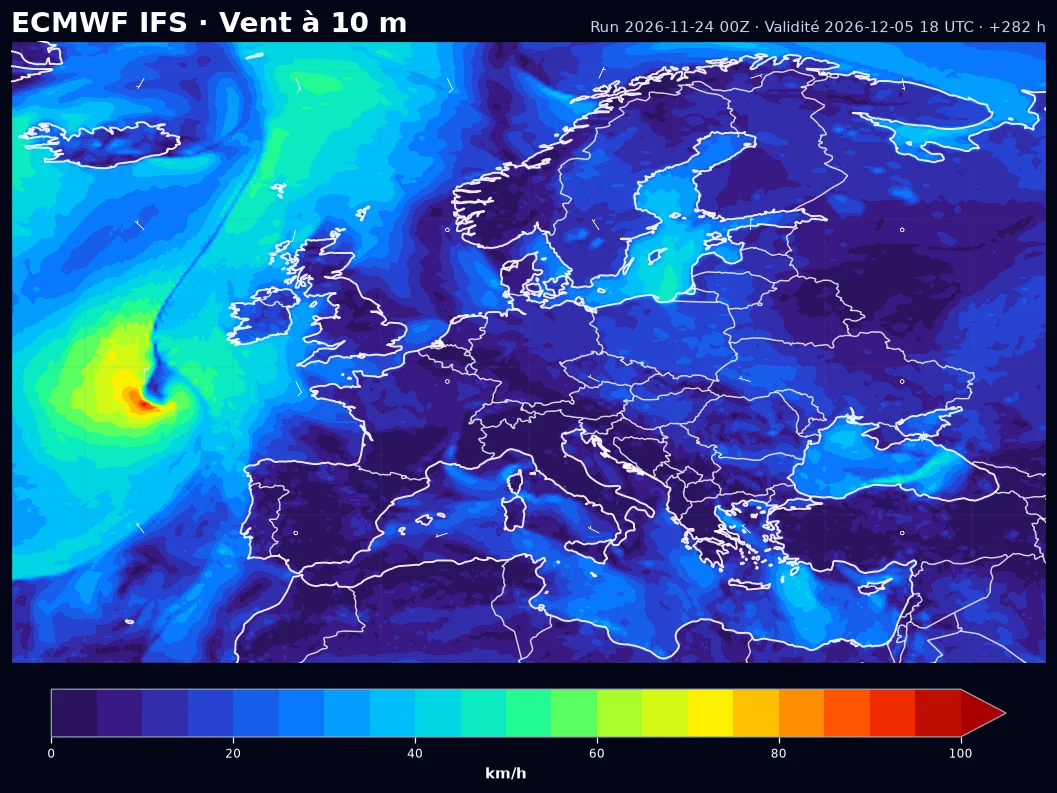 ECMWF IFS · Vent à 10 m
Run 2026-11-24 00Z · Validité 2026-12-05 18 UTC · +282 h
0 20 40 60 80 100
km/h